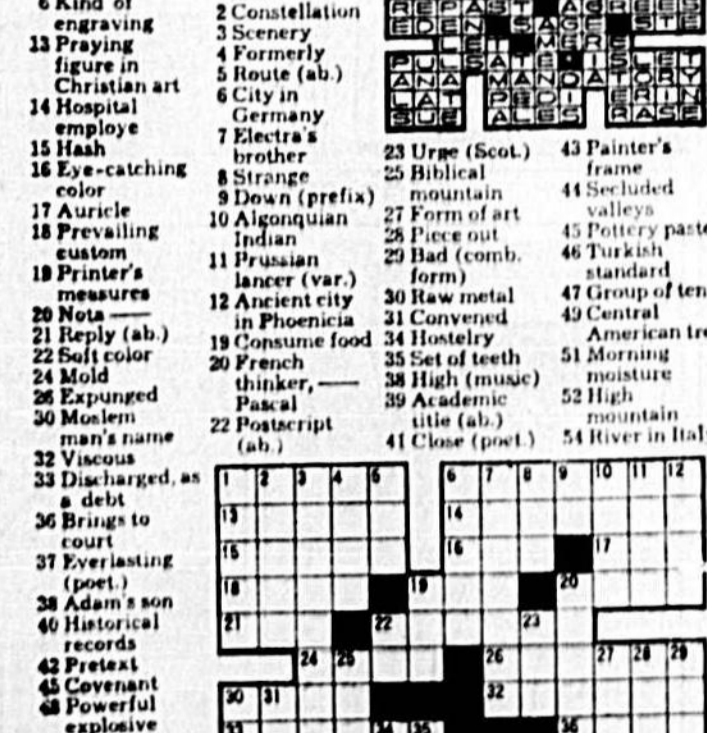 6 Kind of
engraving
13 Praying
figure in
Christian art
14 Hospital
employe
15 Hash
16 Eye-catching
color
17 Auricle
18 Prevailing
custom
19 Printer's
measures
20 Nota —
21 Reply (ab.)
22 Soft color
24 Mold
26 Expunged
30 Moslem
man's name
32 Viscous
33 Discharged, as
a debt
36 Brings to
court
37 Everlasting
(poet.)
38 Adam's son
40 Historical
records
42 Pretext
45 Covenant
48 Powerful
explosive
2 Constellation
3 Scenery
4 Formerly
5 Route (ab.)
6 City in
Germany
7 Electra's
brother
8 Strange
9 Down (prefix)
10 Algonquian
Indian
11 Prussian
lancer (var.)
12 Ancient city
in Phoenicia
19 Consume food
20 French
thinker, —
Pascal
22 Postscript
(ab.)
REPAST AGREES
EDEN SAGE STE
LET MERE
PULSATE ISLET
ANA MANDATORY
LAT PEDI ERIN
SUE ALES RASE
23 Urge (Scot.)
25 Biblical
mountain
27 Form of art
28 Piece out
29 Bad (comb.
form)
30 Raw metal
31 Convened
34 Hostelry
35 Set of teeth
38 High (music)
39 Academic
title (ab.)
41 Close (poet.)
43 Painter's
frame
44 Secluded
valleys
45 Pottery paste
46 Turkish
standard
47 Group of ten
49 Central
American tre
51 Morning
moisture
52 High
mountain
54 River in Italy
1 2 3 4 5 6 7 8 9 10 11 12
13 14
15 16 17
18 19 20
21 22 23
24 25 26 27 28 29
30 31 32
33 34 35 36